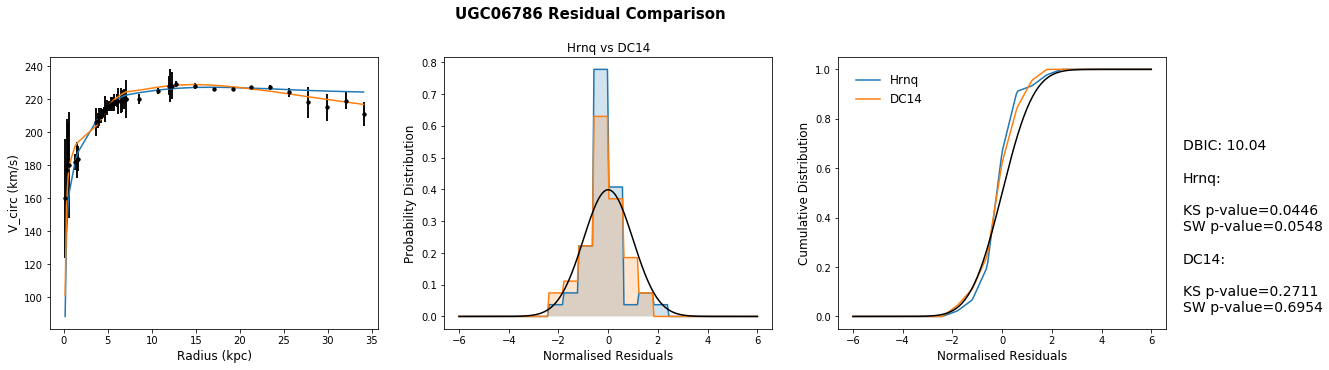 UGC06786 Residual Comparison
V_circ (km/s)
240
220
200
180
160
140
120
100
0
5
10
15
20
25
30
35
Radius (kpc)
Hrnq vs DC14
Probability Distribution
0.8
0.7
0.6
0.5
0.4
0.3
0.2
0.1
0.0
−6
−4
−2
0
2
4
6
Normalised Residuals
Cumulative Distribution
1.0
0.8
0.6
0.4
0.2
0.0
Hrnq
DC14
−6
−4
−2
0
2
4
6
Normalised Residuals
DBIC: 10.04
Hrnq:
KS p-value=0.0446
SW p-value=0.0548
DC14:
KS p-value=0.2711
SW p-value=0.6954